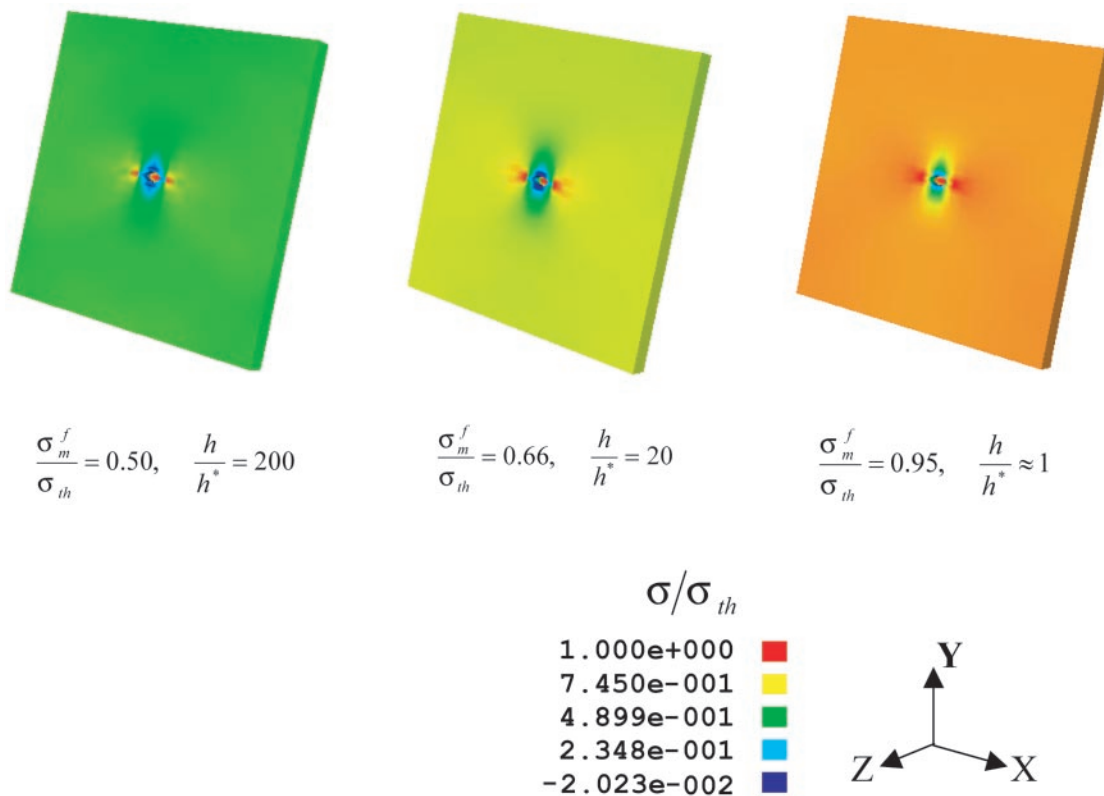 σ_m^f/σ_th = 0.50, h/h* = 200
σ_m^f/σ_th = 0.66, h/h* = 20
σ_m^f/σ_th = 0.95, h/h* ≈ 1
σ/σ_th
1.000e+000
7.450e-001
4.899e-001
2.348e-001
-2.023e-002
Y
Z
X